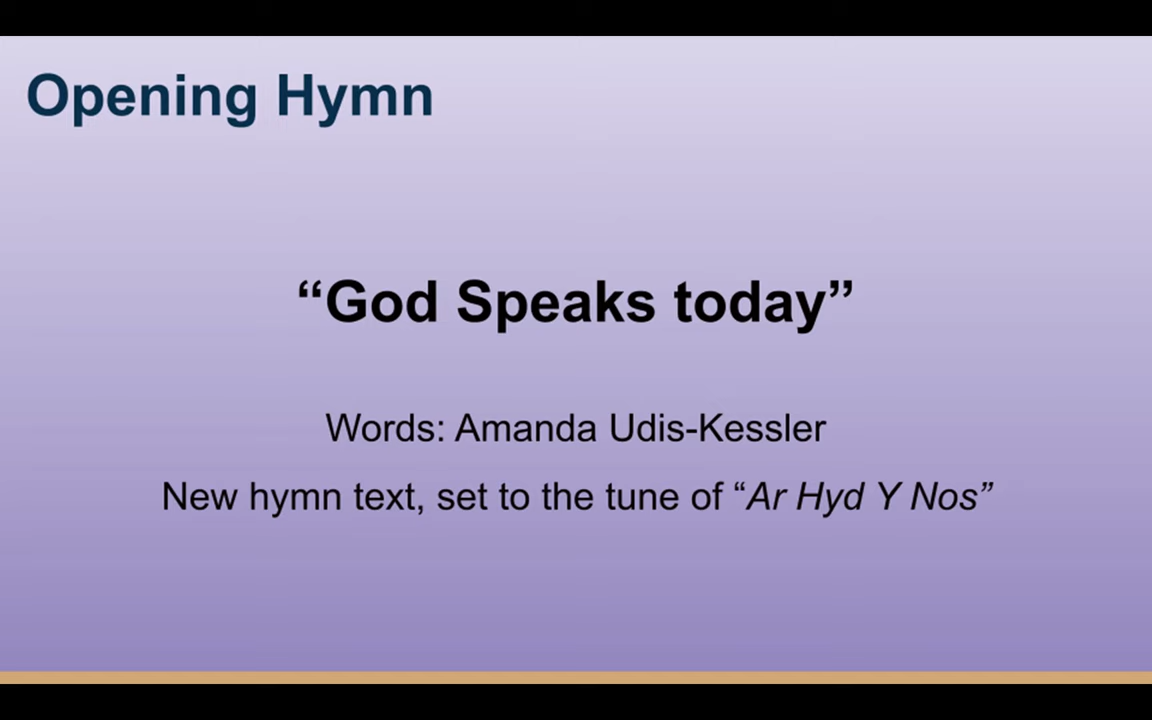 Opening Hymn
“God Speaks today”
Words: Amanda Udis-Kessler
New hymn text, set to the tune of “Ar Hyd Y Nos”